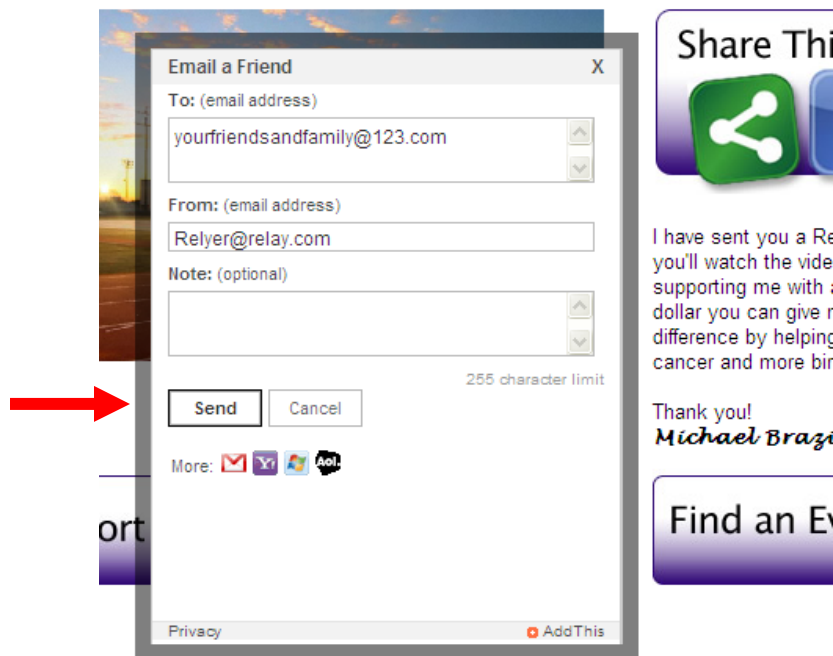 Email a Friend X
To: (email address)
yourfriendsandfamily@123.com
From: (email address)
Relyer@relay.com
Note: (optional)
255 character limit
Send Cancel
More: Aol.
Privacy AddThis
ort
Share Thi
I have sent you a Re
you'll watch the vide
supporting me with a
dollar you can give m
difference by helping
cancer and more bir
Thank you!
Michael Brazi
Find an Ev